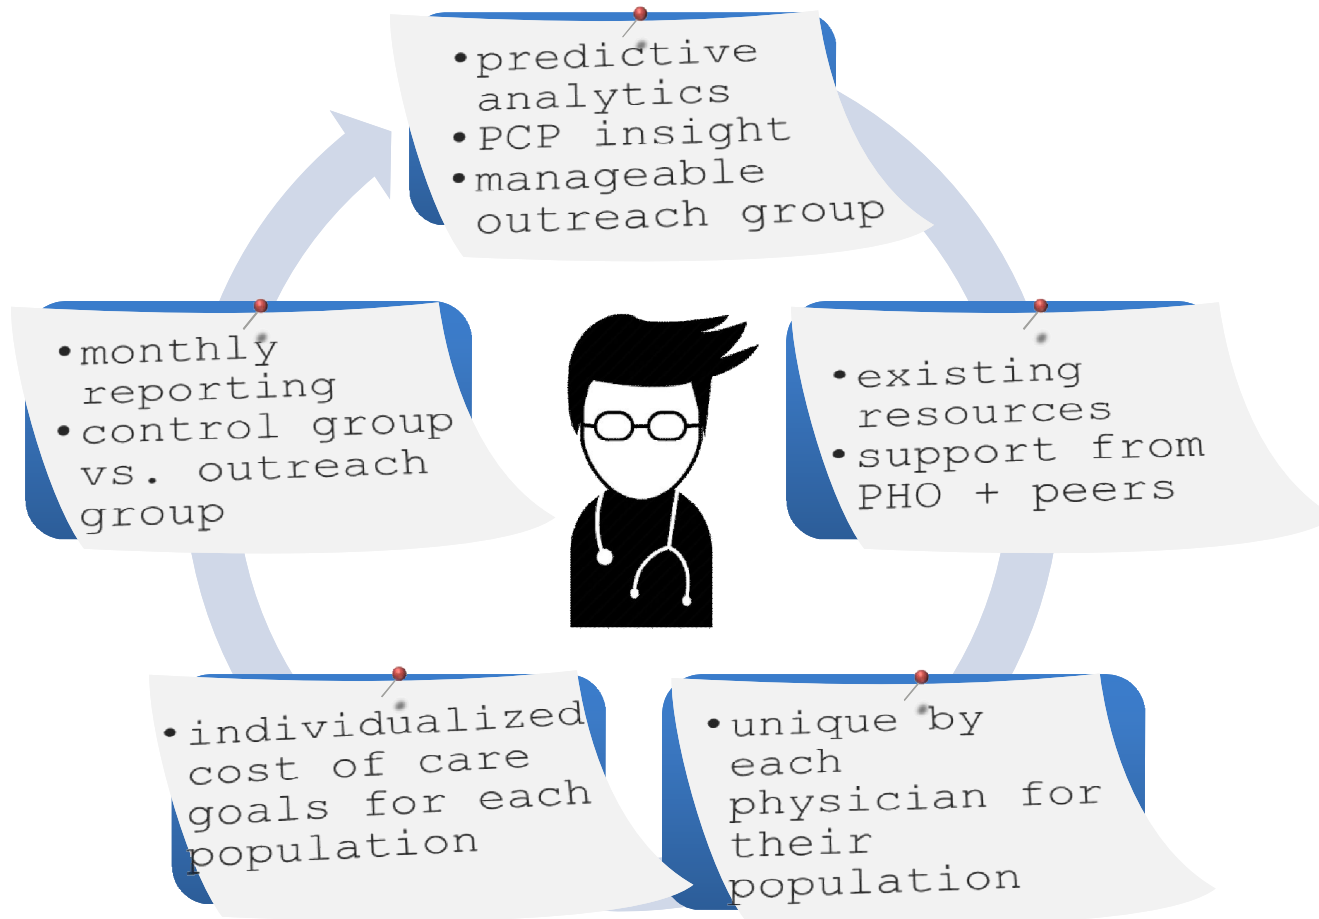 •predictive
analytics
•PCP insight
•manageable
outreach group
•existing
resources
•support from
PHO + peers
•unique by
each
physician for
their
population
•individualized
cost of care
goals for each
population
•monthly
reporting
•control group
vs. outreach
group